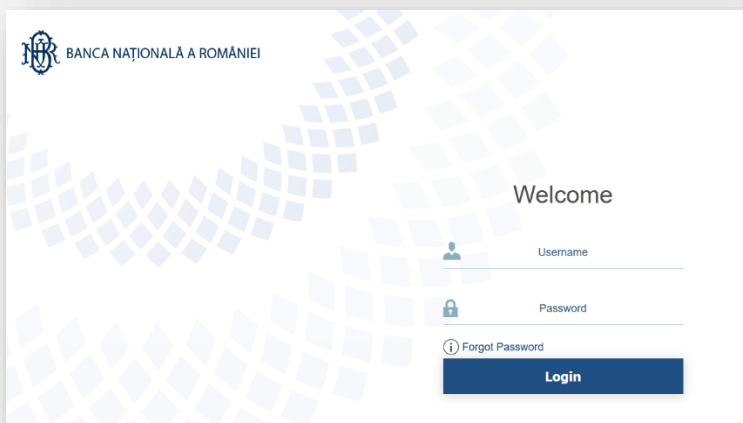 BANCA NAȚIONALĂ A ROMÂNIEI
Welcome
Username
Password
Forgot Password
Login